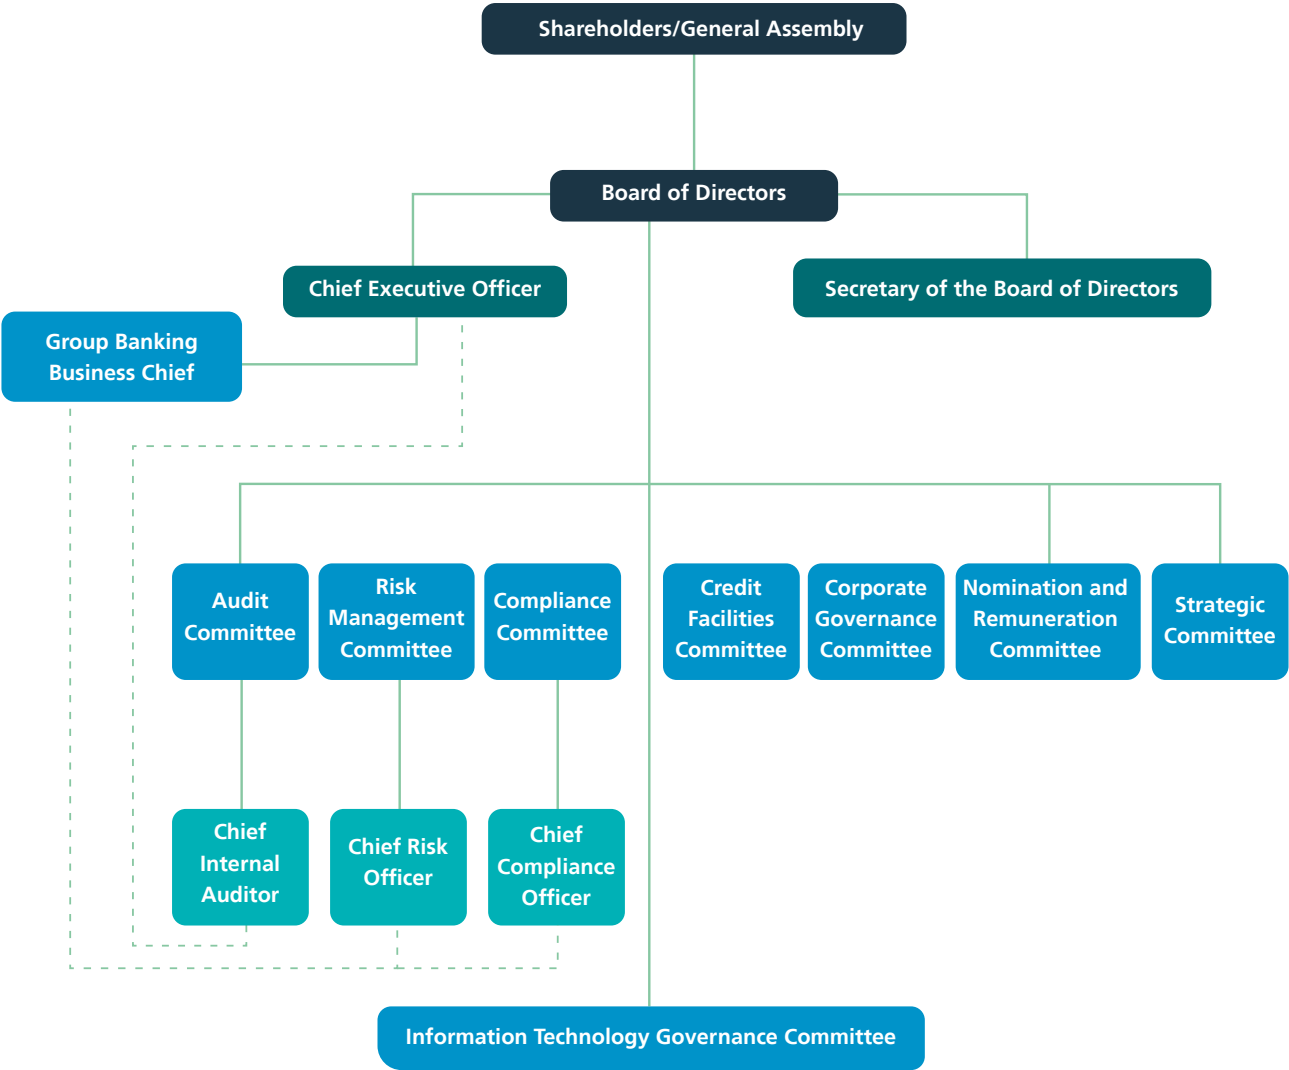 Shareholders/General Assembly
Board of Directors
Chief Executive Officer
Secretary of the Board of Directors
Group Banking
Business Chief
Audit
Committee
Risk
Management
Committee
Compliance
Committee
Credit
Facilities
Committee
Corporate
Governance
Committee
Nomination and
Remuneration
Committee
Strategic
Committee
Chief
Internal
Auditor
Chief Risk
Officer
Chief
Compliance
Officer
Information Technology Governance Committee